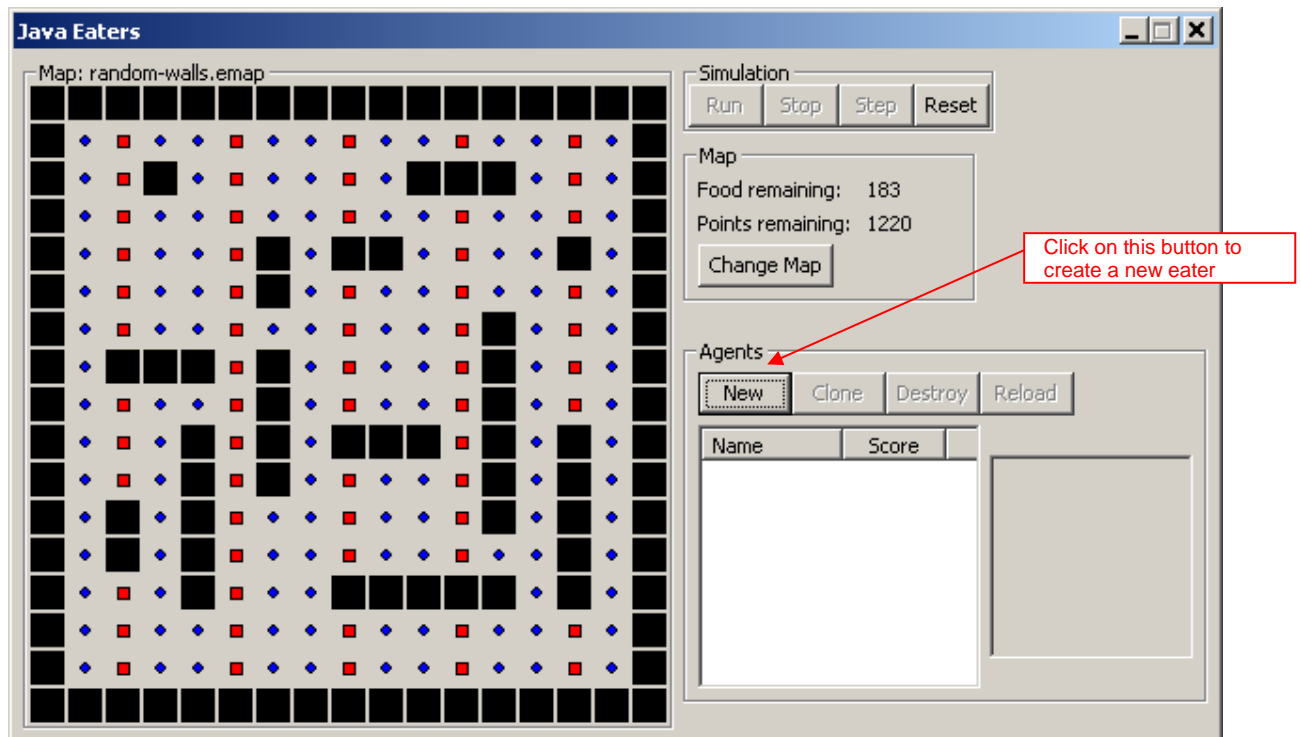 Java Eaters
Map: random-walls.emap
Simulation
Run Stop Step Reset
Map
Food remaining: 183
Points remaining: 1220
Change Map
Click on this button to
create a new eater
Agents
New Clone Destroy Reload
Name Score